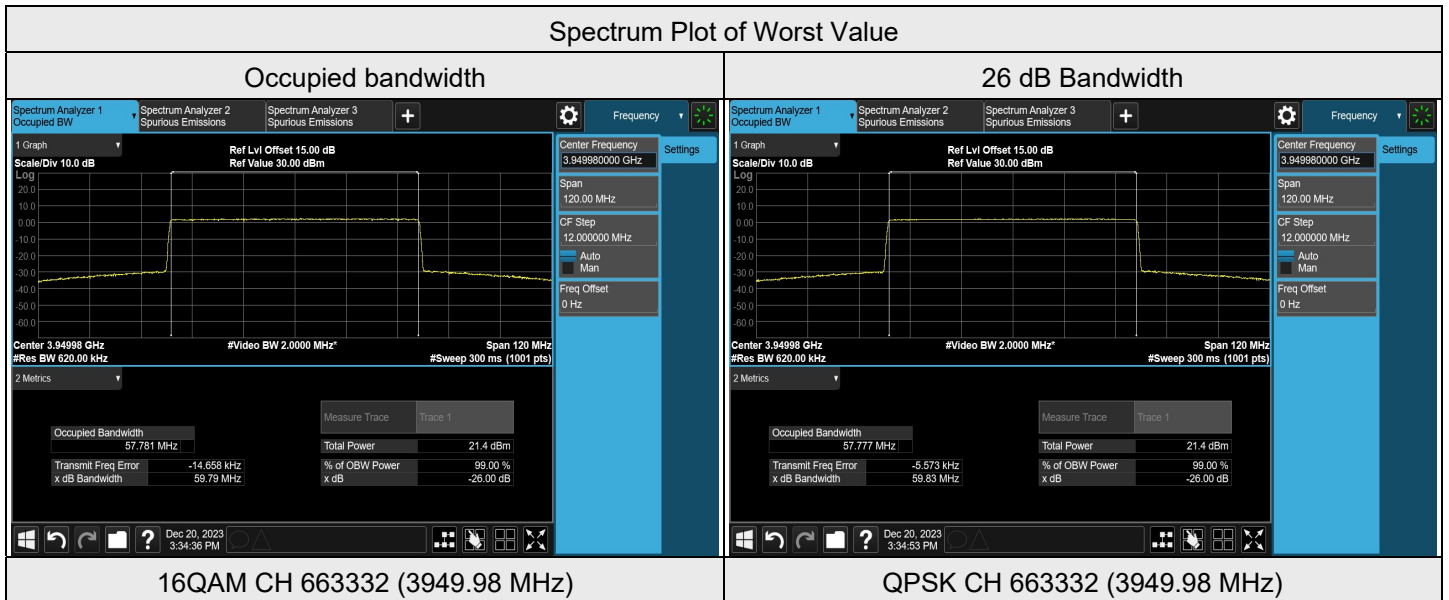 Spectrum Plot of Worst Value
Occupied bandwidth
26 dB Bandwidth
Spectrum Analyzer 1
Occupied BW
Spectrum Analyzer 2
Spurious Emissions
Spectrum Analyzer 3
Spurious Emissions
+
Frequency
1 Graph
Scale/Div 10.0 dB
Ref Lvl Offset 15.00 dB
Ref Value 30.00 dBm
Log
20.0
10.0
0.00
-10.0
-20.0
-30.0
-40.0
-50.0
-60.0
Center 3.94998 GHz
#Res BW 620.00 kHz
#Video BW 2.0000 MHz*
Span 120 MHz
#Sweep 300 ms (1001 pts)
Center Frequency
3.949980000 GHz
Settings
Span
120.00 MHz
CF Step
12.000000 MHz
Auto
Man
Freq Offset
0 Hz
2 Metrics
Measure Trace
Trace 1
Occupied Bandwidth
57.781 MHz
Total Power
21.4 dBm
Transmit Freq Error
-14.658 kHz
% of OBW Power
99.00 %
x dB Bandwidth
59.79 MHz
x dB
-26.00 dB
?
Dec 20, 2023
3:34:36 PM
Spectrum Analyzer 1
Occupied BW
Spectrum Analyzer 2
Spurious Emissions
Spectrum Analyzer 3
Spurious Emissions
+
Frequency
1 Graph
Scale/Div 10.0 dB
Ref Lvl Offset 15.00 dB
Ref Value 30.00 dBm
Log
20.0
10.0
0.00
-10.0
-20.0
-30.0
-40.0
-50.0
-60.0
Center 3.94998 GHz
#Res BW 620.00 kHz
#Video BW 2.0000 MHz*
Span 120 MHz
#Sweep 300 ms (1001 pts)
Center Frequency
3.949980000 GHz
Settings
Span
120.00 MHz
CF Step
12.000000 MHz
Auto
Man
Freq Offset
0 Hz
2 Metrics
Measure Trace
Trace 1
Occupied Bandwidth
57.777 MHz
Total Power
21.4 dBm
Transmit Freq Error
-5.573 kHz
% of OBW Power
99.00 %
x dB Bandwidth
59.83 MHz
x dB
-26.00 dB
?
Dec 20, 2023
3:34:53 PM
16QAM CH 663332 (3949.98 MHz)
QPSK CH 663332 (3949.98 MHz)